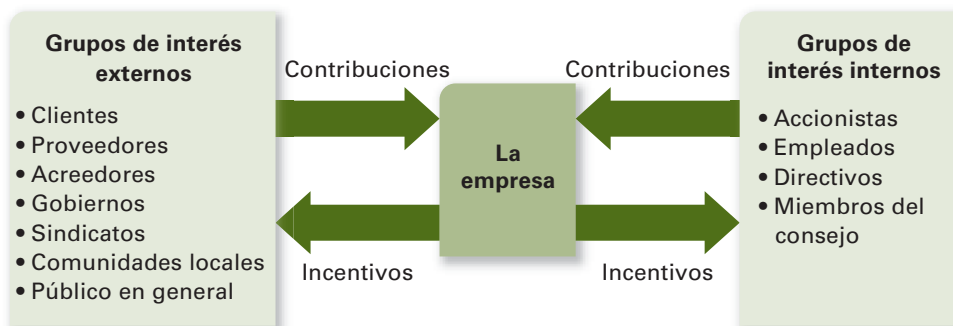 Grupos de interés
externos
• Clientes
• Proveedores
• Acreedores
• Gobiernos
• Sindicatos
• Comunidades locales
• Público en general
Contribuciones
Incentivos
La
empresa
Contribuciones
Incentivos
Grupos de
interés internos
• Accionistas
• Empleados
• Directivos
• Miembros del
consejo